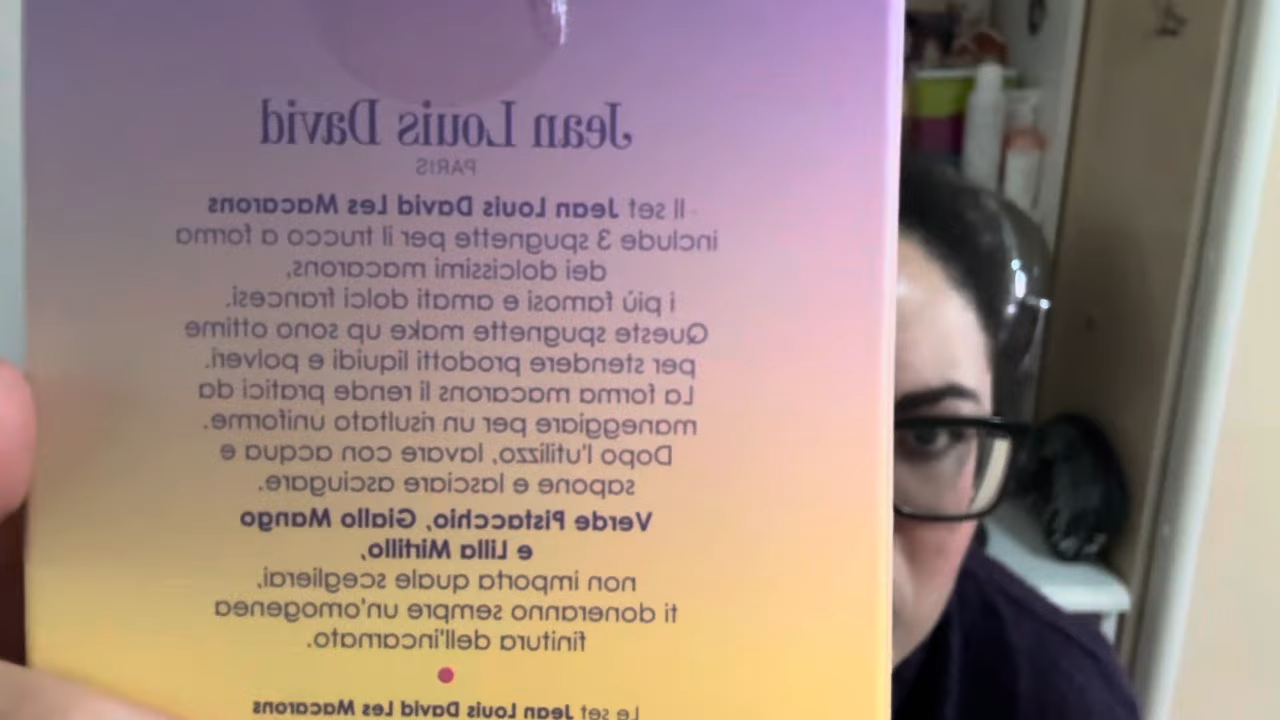 Jean Louis David
PARIS
Il set Jean Louis David Les Macarons
include 3 spugnette per il trucco a forma
dei dolcissimi macarons,
i più famosi e amati dolci francesi.
Queste spugnette make up sono ottime
per stendere prodotti liquidi e polveri.
La forma macarons li rende pratici da
maneggiare per un risultato uniforme.
Dopo l'utilizzo, lavare con acqua e
sapone e lasciare asciugare.
Verde Pistacchio, Giallo Mango
e Lilla Mirtillo,
non importa quale sceglierai,
ti doneranno sempre un'omogenea
finitura dell'incarnato.
Le set Jean Louis David Les Macarons